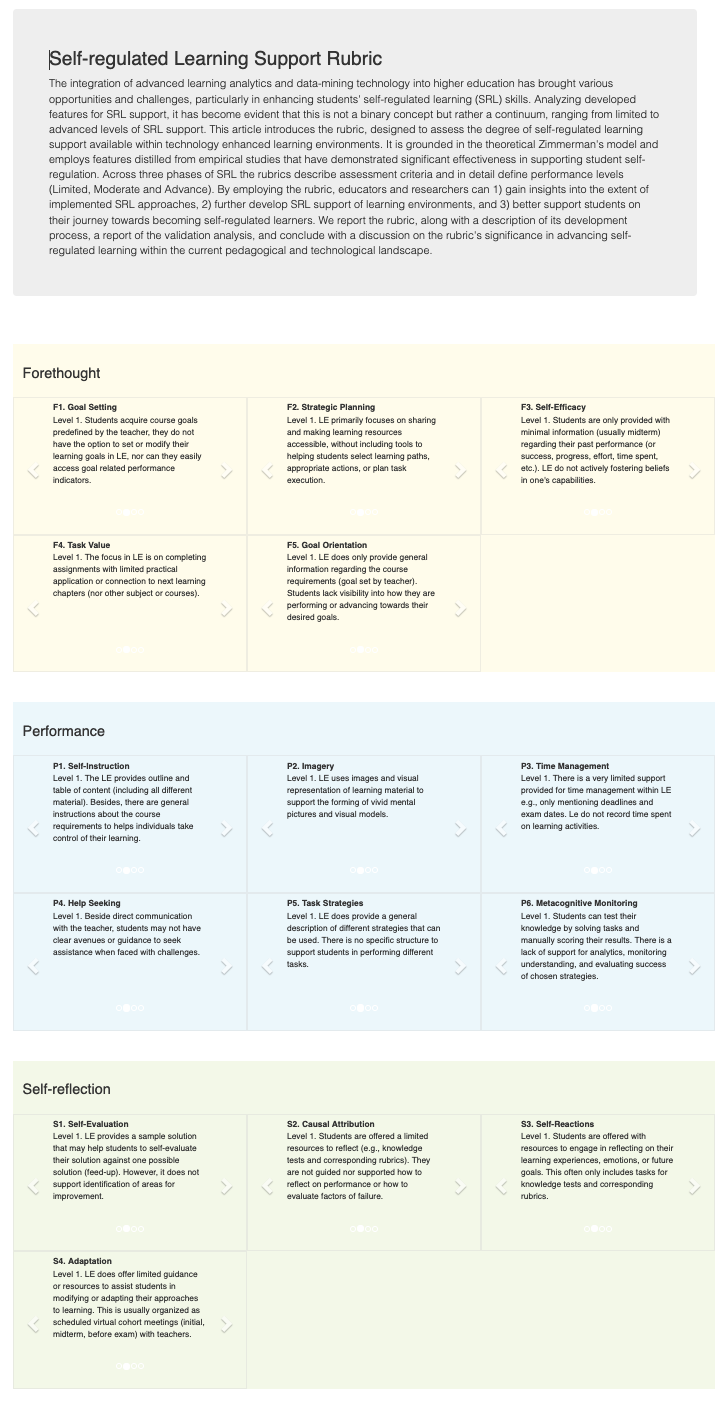 Self-regulated Learning Support Rubric
The integration of advanced learning analytics and data-mining technology into higher education has brought various
opportunities and challenges, particularly in enhancing students' self-regulated learning (SRL) skills. Analyzing developed
features for SRL support, it has become evident that this is not a binary concept but rather a continuum, ranging from limited to
advanced levels of SRL support. This article introduces the rubric, designed to assess the degree of self-regulated learning
support available within technology enhanced learning environments. It is grounded in the theoretical Zimmerman's model and
employs features distilled from empirical studies that have demonstrated significant effectiveness in supporting student self-
regulation. Across three phases of SRL the rubrics describe assessment criteria and in detail define performance levels
(Limited, Moderate and Advance). By employing the rubric, educators and researchers can 1) gain insights into the extent of
implemented SRL approaches, 2) further develop SRL support of learning environments, and 3) better support students on
their journey towards becoming self-regulated learners. We report the rubric, along with a description of its development
process, a report of the validation analysis, and conclude with a discussion on the rubric's significance in advancing self-
regulated learning within the current pedagogical and technological landscape.
Forethought
F1. Goal Setting
Level 1. Students acquire course goals
predefined by the teacher, they do not
have the option to set or modify their
learning goals in LE, nor can they easily
access goal related performance
indicators.
F2. Strategic Planning
Level 1. LE primarily focuses on sharing
and making learning resources
accessible, without including tools to
helping students select learning paths,
appropriate actions, or plan task
execution.
F3. Self-Efficacy
Level 1. Students are only provided with
minimal information (usually midterm)
regarding their past performance (or
success, progress, effort, time spent,
etc.). LE do not actively fostering beliefs
in one's capabilities.
F4. Task Value
Level 1. The focus in LE is on completing
assignments with limited practical
application or connection to next learning
chapters (nor other subject or courses).
F5. Goal Orientation
Level 1. LE does only provide general
information regarding the course
requirements (goal set by teacher).
Students lack visibility into how they are
performing or advancing towards their
desired goals.
Performance
P1. Self-Instruction
Level 1. The LE provides outline and
table of content (including all different
material). Besides, there are general
instructions about the course
requirements to helps individuals take
control of their learning.
P2. Imagery
Level 1. LE uses images and visual
representation of learning material to
support the forming of vivid mental
pictures and visual models.
P3. Time Management
Level 1. There is a very limited support
provided for time management within LE
e.g., only mentioning deadlines and
exam dates. Le do not record time spent
on learning activities.
P4. Help Seeking
Level 1. Beside direct communication
with the teacher, students may not have
clear avenues or guidance to seek
assistance when faced with challenges.
P5. Task Strategies
Level 1. LE does provide a general
description of different strategies that can
be used. There is no specific structure to
support students in performing different
tasks.
P6. Metacognitive Monitoring
Level 1. Students can test their
knowledge by solving tasks and
manually scoring their results. There is a
lack of support for analytics, monitoring
understanding, and evaluating success
of chosen strategies.
Self-reflection
S1. Self-Evaluation
Level 1. LE provides a sample solution
that may help students to self-evaluate
their solution against one possible
solution (feed-up). However, it does not
support identification of areas for
improvement.
S2. Causal Attribution
Level 1. Students are offered a limited
resources to reflect (e.g., knowledge
tests and corresponding rubrics). They
are not guided nor supported how to
reflect on performance or how to
evaluate factors of failure.
S3. Self-Reactions
Level 1. Students are offered with
resources to engage in reflecting on their
learning experiences, emotions, or future
goals. This often only includes tasks for
knowledge tests and corresponding
rubrics.
S4. Adaptation
Level 1. LE does offer limited guidance
or resources to assist students in
modifying or adapting their approaches
to learning. This is usually organized as
scheduled virtual cohort meetings (initial,
midterm, before exam) with teachers.